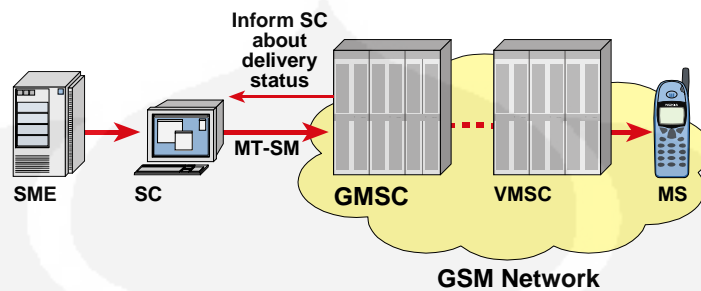 Inform SC
about
delivery
status
MT-SM
SME
SC
GMSC
VMSC
MS
GSM Network